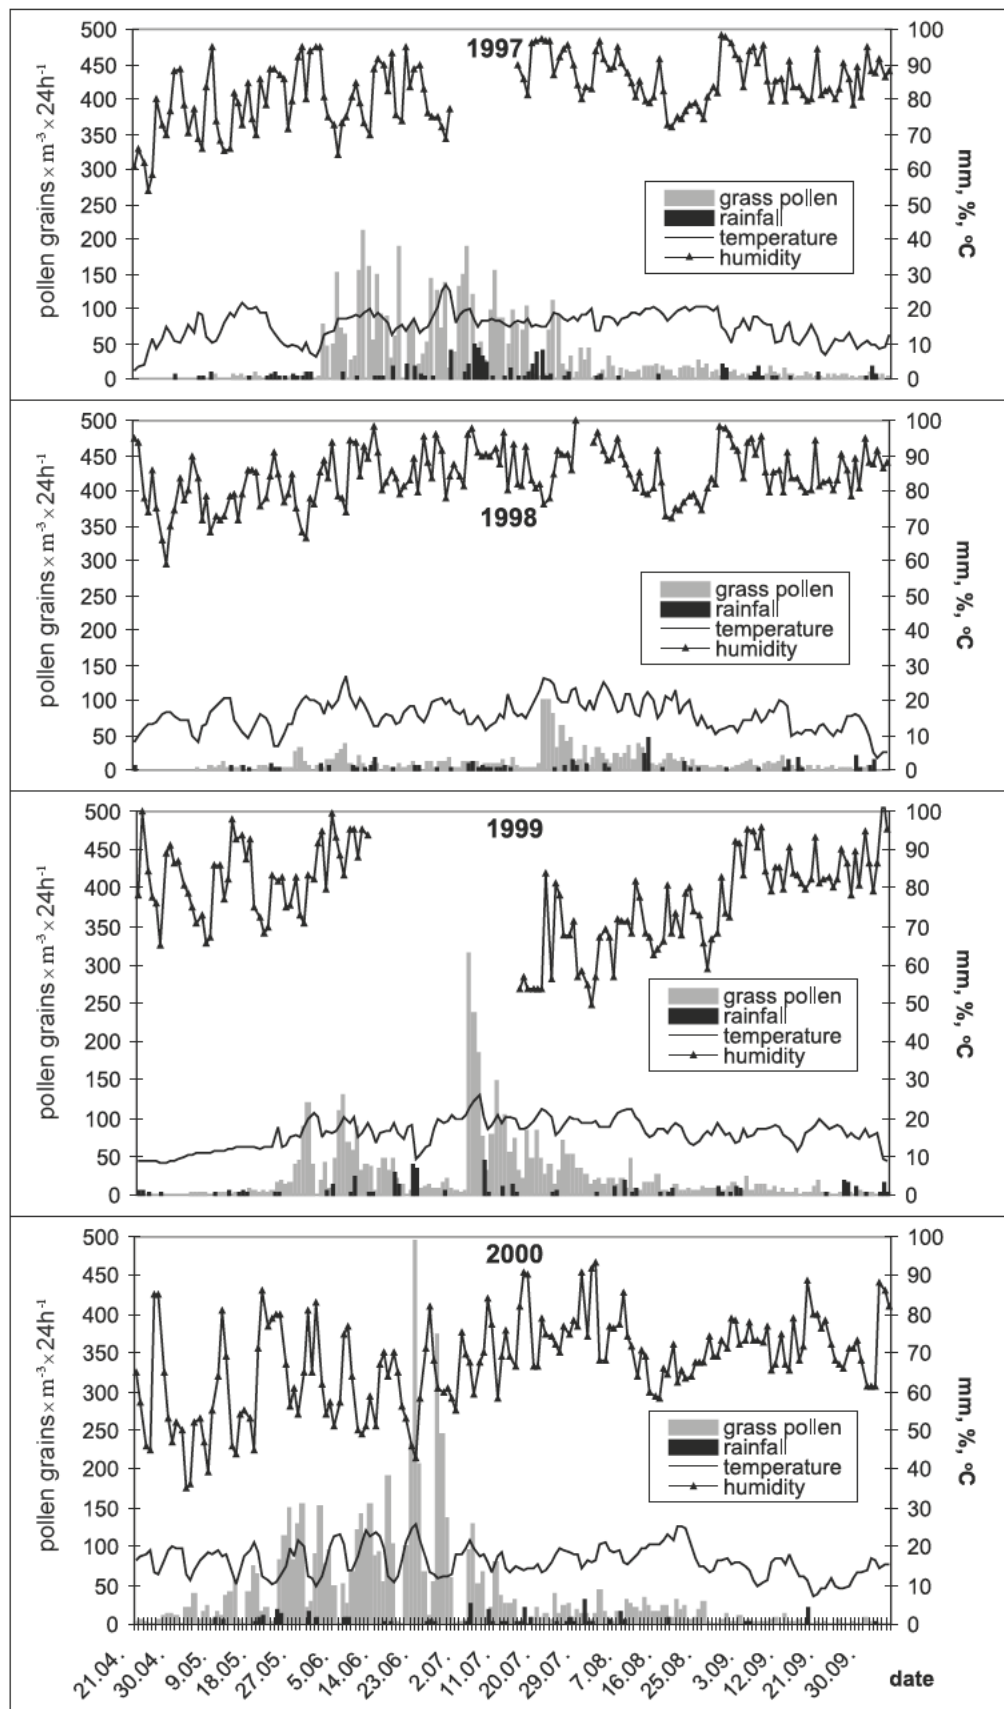 500 1997 100
450 90
400 80
350 70
300 60
250 50
200 40
150 30
100 20
50 10
0 0
pollen grains × m⁻³ × 24h⁻¹
mm, %, °C
grass pollen
rainfall
temperature
humidity
500 100
450 90
400 1998 80
350 70
300 60
250 50
200 40
150 30
100 20
50 10
0 0
pollen grains × m⁻³ × 24h⁻¹
mm, %, °C
grass pollen
rainfall
temperature
humidity
500 1999 100
450 90
400 80
350 70
300 60
250 50
200 40
150 30
100 20
50 10
0 0
pollen grains × m⁻³ × 24h⁻¹
mm, %, °C
grass pollen
rainfall
temperature
humidity
500 2000 100
450 90
400 80
350 70
300 60
250 50
200 40
150 30
100 20
50 10
0 0
pollen grains × m⁻³ × 24h⁻¹
mm, %, °C
grass pollen
rainfall
temperature
humidity
21.04. 30.04. 9.05. 18.05. 27.05. 5.06. 14.06. 23.06. 2.07. 11.07. 20.07. 29.07. 7.08. 16.08. 25.08. 3.09. 12.09. 21.09. 30.09. date